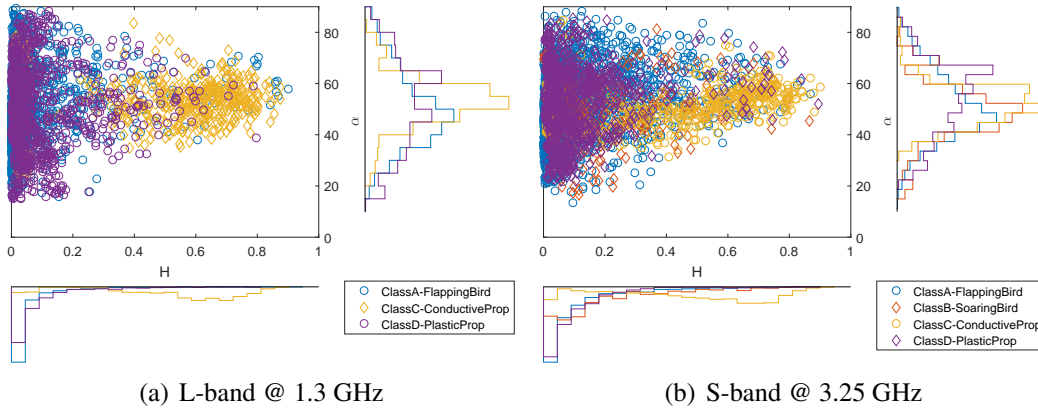 80
60
40
20
0
α
0
0.2
0.4
0.6
0.8
1
H
ClassA-FlappingBird
ClassC-ConductiveProp
ClassD-PlasticProp
(a) L-band @ 1.3 GHz
80
60
40
20
0
α
0
0.2
0.4
0.6
0.8
1
H
ClassA-FlappingBird
ClassB-SoaringBird
ClassC-ConductiveProp
ClassD-PlasticProp
(b) S-band @ 3.25 GHz